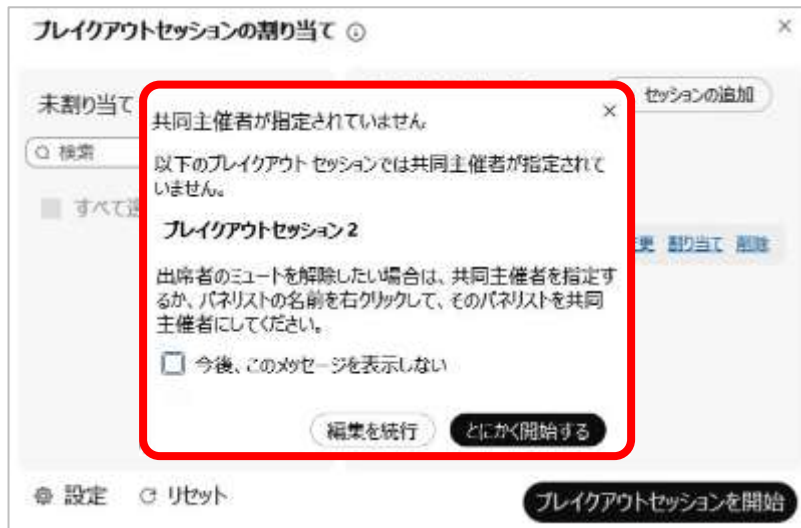 ブレイクアウトセッションの割り当て
未割り当て
セッションの追加
検索
すべて選
更 割り当て 削除
共同主催者が指定されていません
以下のブレイクアウト セッションでは共同主催者が指定されて
いません。
ブレイクアウトセッション 2
出席者のミュートを解除したい場合は、共同主催者を指定す
るか、パネリストの名前を右クリックして、そのパネリストを共同
主催者にしてください。
今後、このメッセージを表示しない
編集を続行 とにかく開始する
設定 リセット
ブレイクアウトセッションを開始